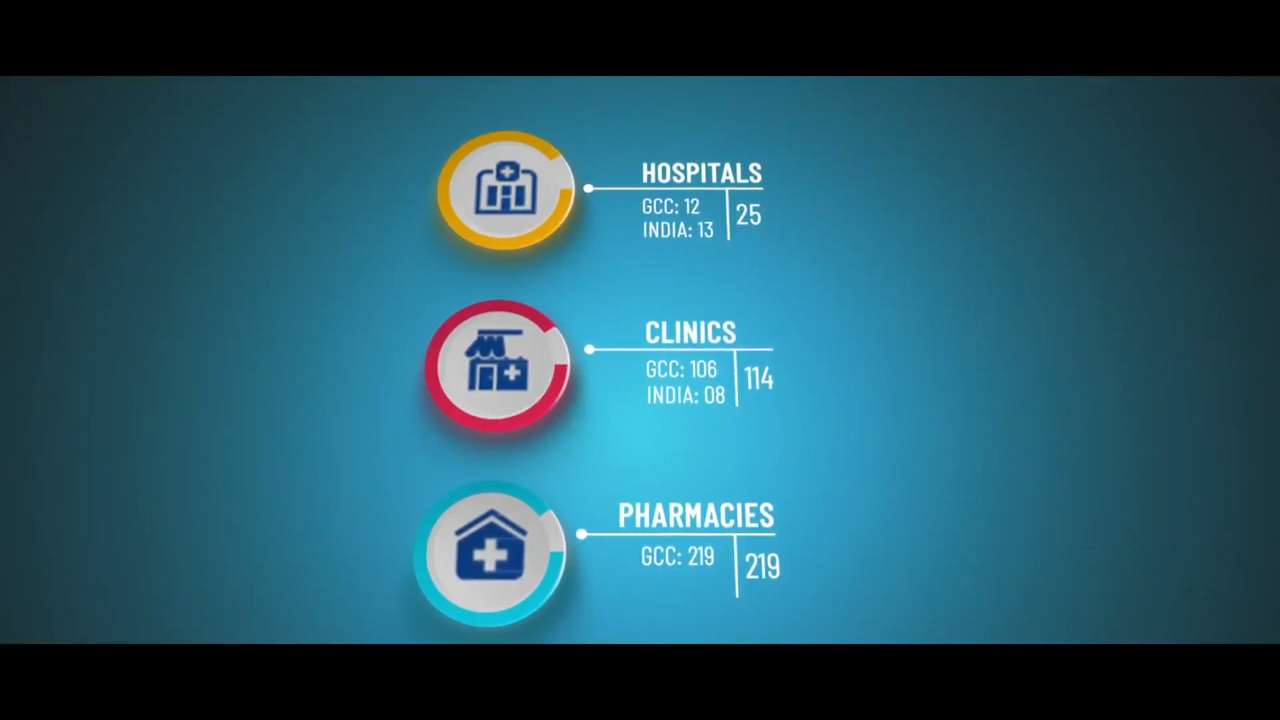 HOSPITALS
GCC: 12
INDIA: 13
25
CLINICS
GCC: 106
INDIA: 08
114
PHARMACIES
GCC: 219
219